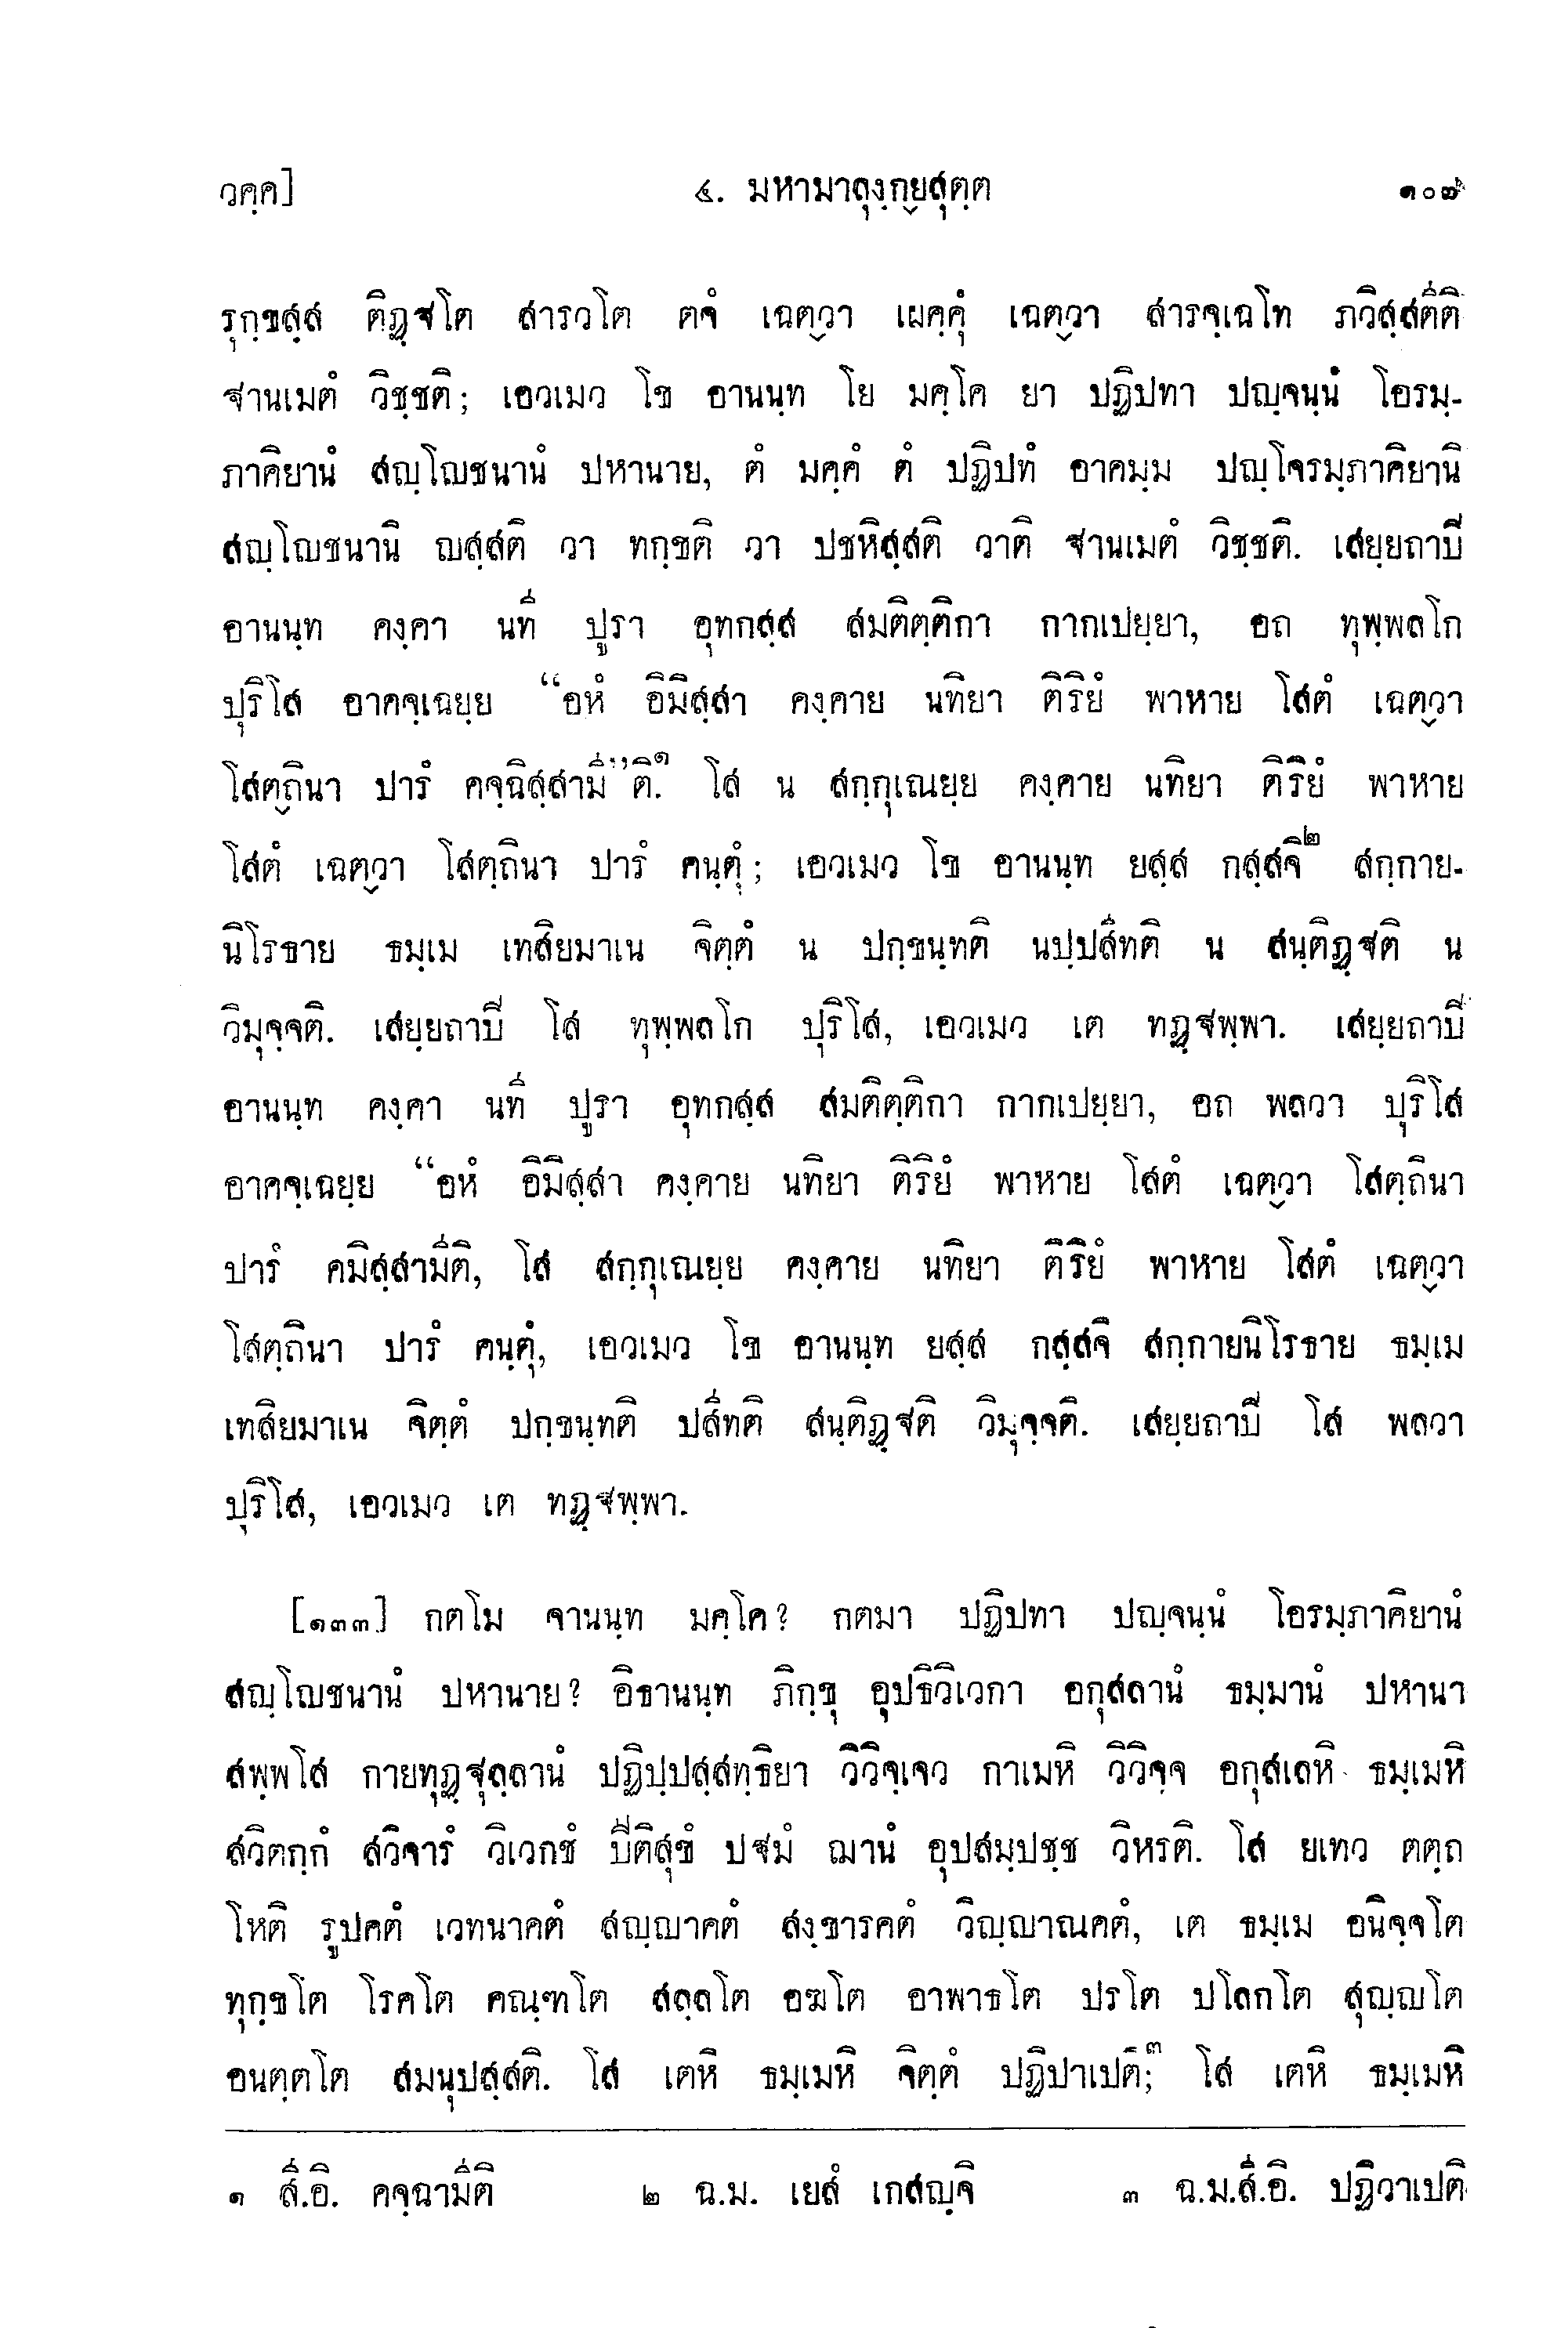 วคฺค] ๔. มหามาลุงฺกฺยสุตฺต ๑๐๗
รุกฺขสฺส ติฏฺฐโต สารวโต ตจํ เฉตฺวา เผคฺคุํ เฉตฺวา สารจฺเฉโท ภวิสฺสตีติ
ฐานเมตํ วิชฺชติ; เอวเมว โข อานนฺท โย มคฺโค ยา ปฏิปทา ปญฺจนฺนํ โอรมฺ-
ภาคิยานํ สญฺโญชนานํ ปหานาย, ตํ มคฺคํ ตํ ปฏิปทํ อาคมฺม ปญฺโจรมฺภาคิยานิ
สญฺโญชนานิ ญสฺสติ วา ทกฺขติ วา ปชหิสฺสติ วาติ ฐานเมตํ วิชฺชติ. เสยฺยถาปิ
อานนฺท คงฺคา นที ปูรา อุทกสฺส สมติตฺติกา กากเปยฺยา, อถ ทุพฺพลโก
ปุริโส อาคจฺเฉยฺย “อหํ อิมิสฺสา คงฺคาย นทิยา ติริยํ พาหาย โสตํ เฉตฺวา
โสตฺถินา ปารํ คจฺฉิสฺสามี”ติ.๑ โส น สกฺกุเณยฺย คงฺคาย นทิยา ติริยํ พาหาย
โสตํ เฉตฺวา โสตฺถินา ปารํ คนฺตุํ; เอวเมว โข อานนฺท ยสฺส กสฺสจิ๒ สกฺกาย-
นิโรธาย ธมฺเม เทสิยมาเน จิตฺตํ น ปกฺขนฺทติ นปฺปสีทติ น สนฺติฏฺฐติ น
วิมุจฺจติ. เสยฺยถาปิ โส ทุพฺพลโก ปุริโส, เอวเมว เต ทฏฺฐพฺพา. เสยฺยถาปิ
อานนฺท คงฺคา นที ปูรา อุทกสฺส สมติตฺติกา กากเปยฺยา, อถ พลวา ปุริโส
อาคจฺเฉยฺย “อหํ อิมิสฺสา คงฺคาย นทิยา ติริยํ พาหาย โสตํ เฉตฺวา โสตฺถินา
ปารํ คมิสฺสามีติ, โส สกฺกุเณยฺย คงฺคาย นทิยา ติริยํ พาหาย โสตํ เฉตฺวา
โสตฺถินา ปารํ คนฺตุํ, เอวเมว โข อานนฺท ยสฺส กสฺสจิ สกฺกายนิโรธาย ธมฺเม
เทสิยมาเน จิตฺตํ ปกฺขนฺทติ ปสีทติ สนฺติฏฺฐติ วิมุจฺจติ. เสยฺยถาปิ โส พลวา
ปุริโส, เอวเมว เต ทฏฺฐพฺพา.
[๑๓๓] กตโม จานนฺท มคฺโค? กตมา ปฏิปทา ปญฺจนฺนํ โอรมฺภาคิยานํ
สญฺโญชนานํ ปหานาย? อิธานนฺท ภิกฺขุ อุปธิวิเวกา อกุสลานํ ธมฺมานํ ปหานา
สพฺพโส กายทุฏฺฐุลฺลานํ ปฏิปฺปสฺสทฺธิยา วิวิจฺเจว กาเมหิ วิวิจฺจ อกุสเลหิ ธมฺเมหิ
สวิตกฺกํ สวิจารํ วิเวกชํ ปีติสุขํ ปฐมํ ฌานํ อุปสมฺปชฺช วิหรติ. โส ยเทว ตตฺถ
โหติ รูปคตํ เวทนาคตํ สญฺญาคตํ สงฺขารคตํ วิญฺญาณคตํ, เต ธมฺเม อนิจฺจโต
ทุกฺขโต โรคโต คณฺฑโต สลฺลโต อฆโต อาพาธโต ปรโต ปโลกโต สุญฺญโต
อนตฺตโต สมนุปสฺสติ. โส เตหิ ธมฺเมหิ จิตฺตํ ปฏิปาเปติ;๓ โส เตหิ ธมฺเมหิ
๑ สี.อิ. คจฺฉามีติ ๒ ฉ.ม. เยสํ เกสญฺจิ ๓ ฉ.ม.สี.อิ. ปฏิวาเปติ